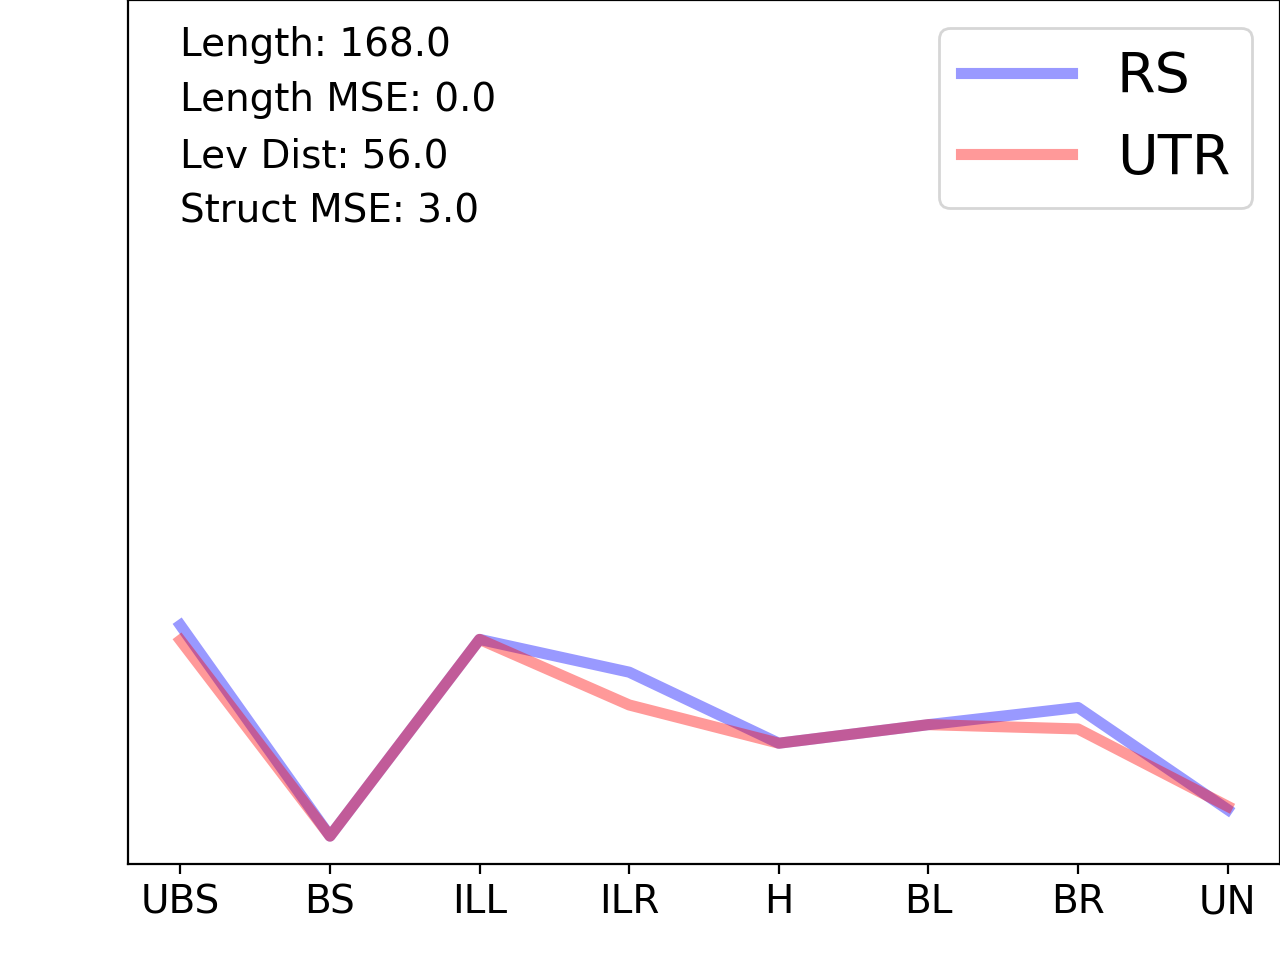 Length: 168.0
Length MSE: 0.0
Lev Dist: 56.0
Struct MSE: 3.0
RS
UTR
UBS BS ILL ILR H BL BR UN